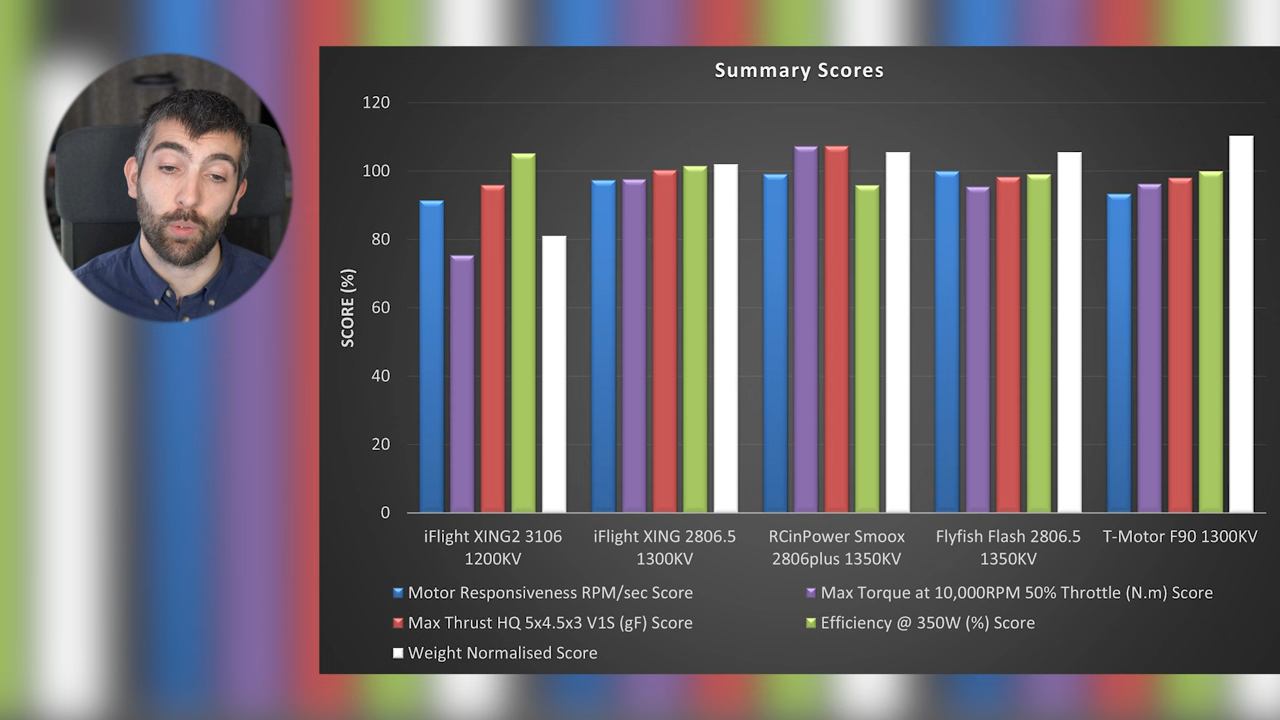 Summary Scores
120
100
80
60
40
20
0
SCORE (%)
iFlight XING2 3106
1200KV
iFlight XING 2806.5
1300KV
RCinPower Smoox
2806plus 1350KV
Flyfish Flash 2806.5
1350KV
T-Motor F90 1300KV
Motor Responsiveness RPM/sec Score
Max Torque at 10,000RPM 50% Throttle (N.m) Score
Max Thrust HQ 5x4.5x3 V1S (gF) Score
Efficiency @ 350W (%) Score
Weight Normalised Score